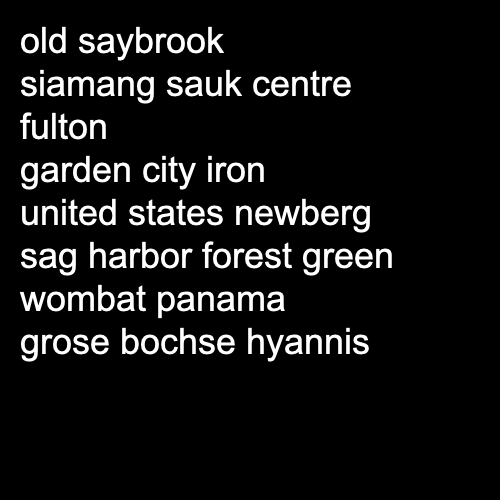 old saybrook
siamang sauk centre
fulton
garden city iron
united states newberg
sag harbor forest green
wombat panama
grose bochse hyannis